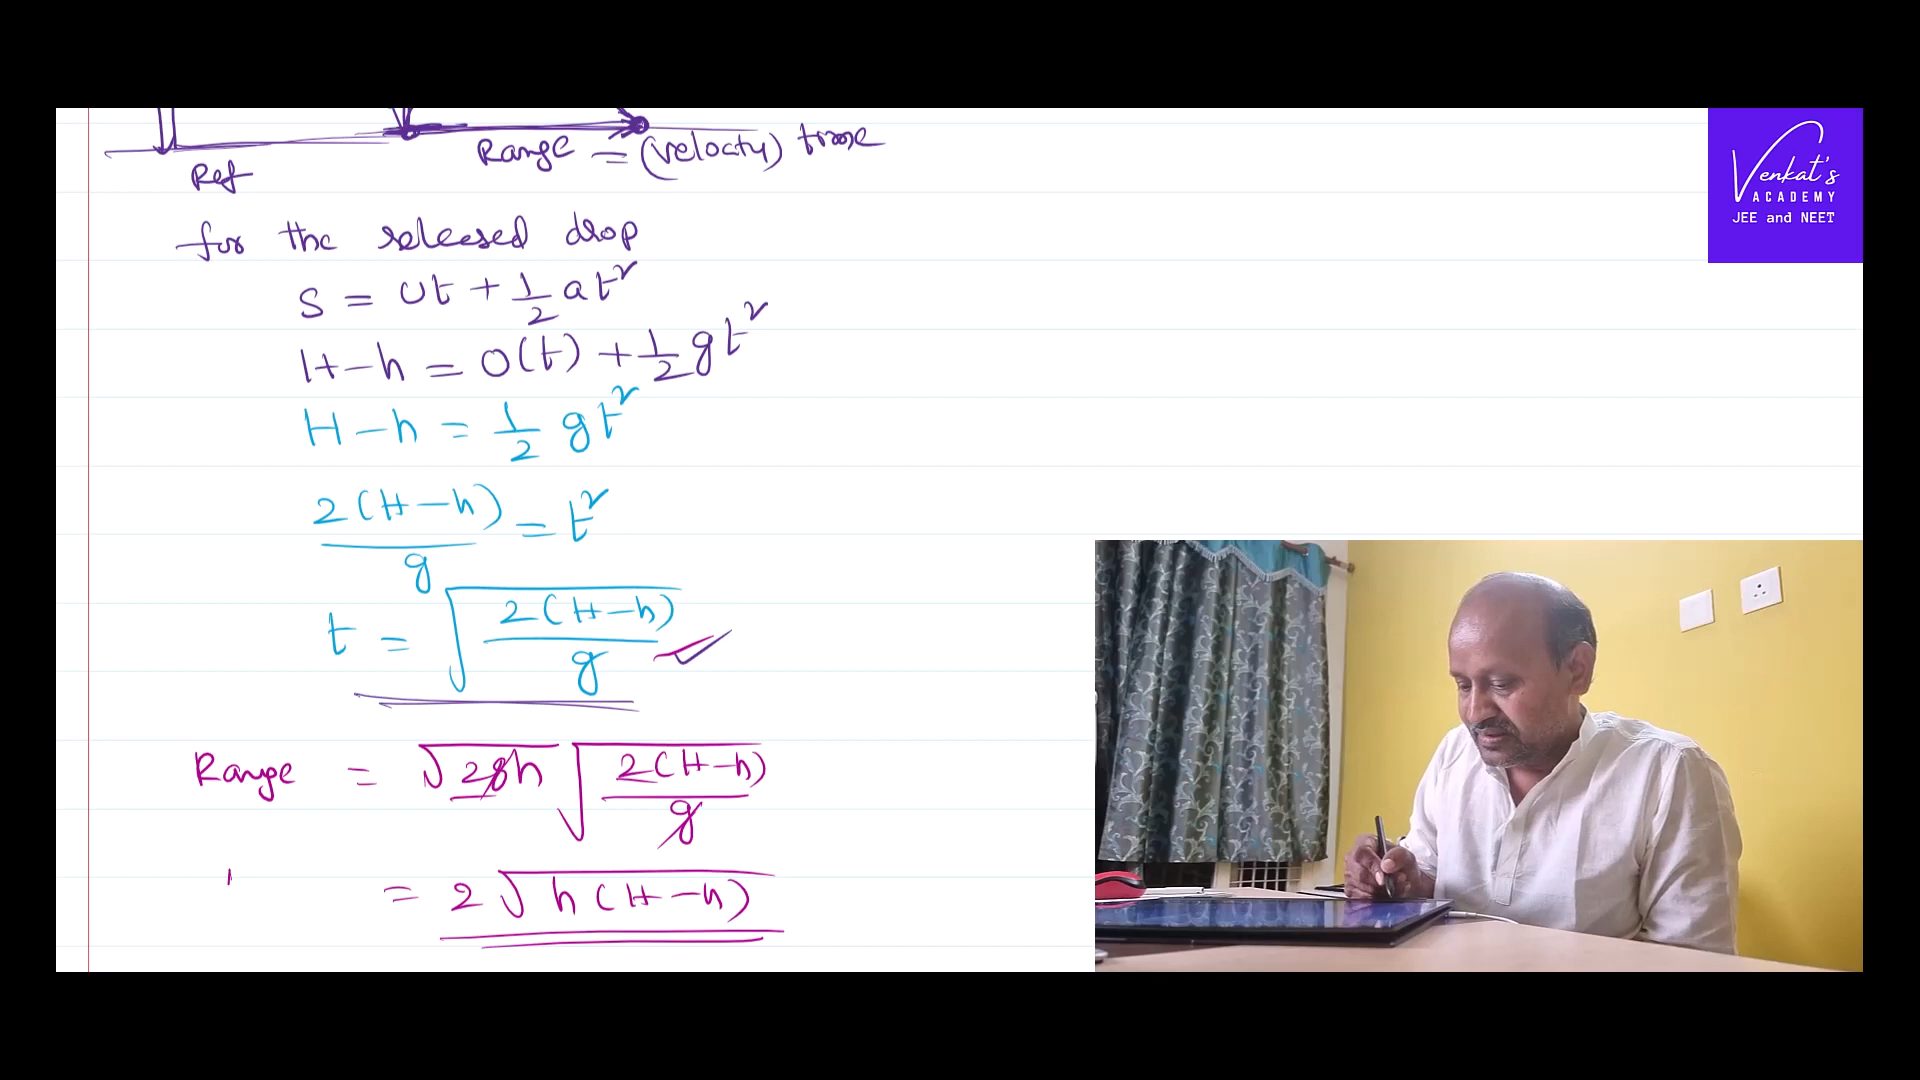 Range = (velocity) time
Ref
for the released drop
S = ut + 1/2 at²
H-h = 0(t) + 1/2 gt²
H-h = 1/2 gt²
2(H-h)/g = t²
t = √(2(H-h)/g)
Range = √2gh √(2(H-h)/g)
= 2√h(H-h)
Venkat's
ACADEMY
JEE and NEET